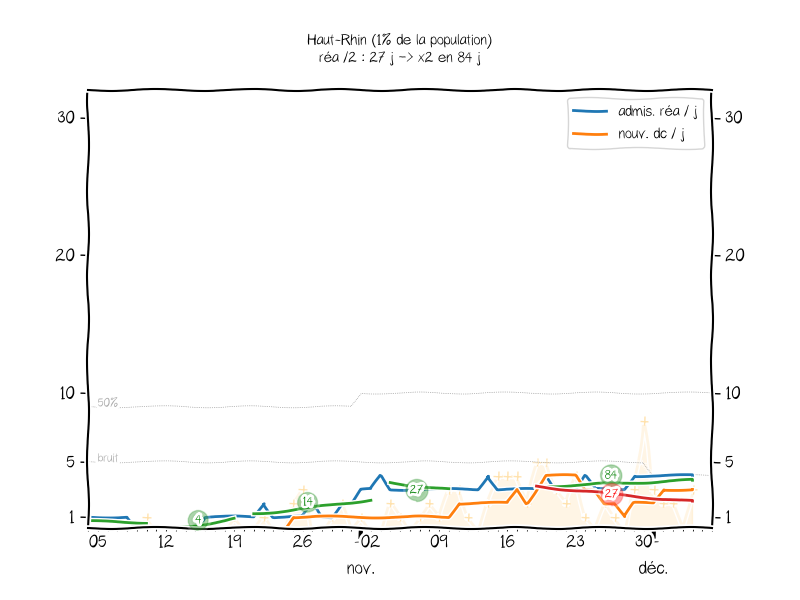 Haut-Rhin (1% de la population)
réa /2 : 27 j -> x2 en 84 j
admis. réa / j
nouv. dc / j
30 30
20 20
10 10
50%
5 bruit 5
1 1
4 14 27 84 27
05 12 19 26 02 09 16 23 30
nov. déc.